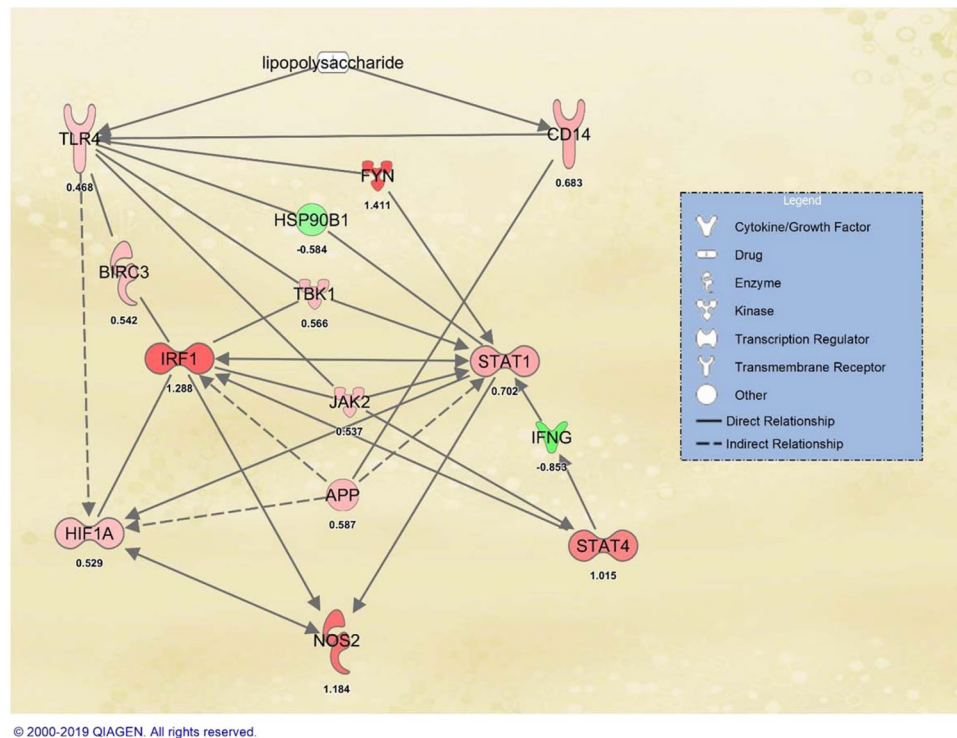 lipopolysaccharide
TLR4
0.468
CD14
0.683
FYN
1.411
HSP90B1
-0.584
BIRC3
0.542
TBK1
0.566
IRF1
1.288
STAT1
0.702
JAK2
0.537
IFNG
-0.853
APP
0.587
HIF1A
0.529
STAT4
1.015
NOS2
1.184
Legend
Cytokine/Growth Factor
Drug
Enzyme
Kinase
Transcription Regulator
Transmembrane Receptor
Other
Direct Relationship
Indirect Relationship
© 2000-2019 QIAGEN. All rights reserved.